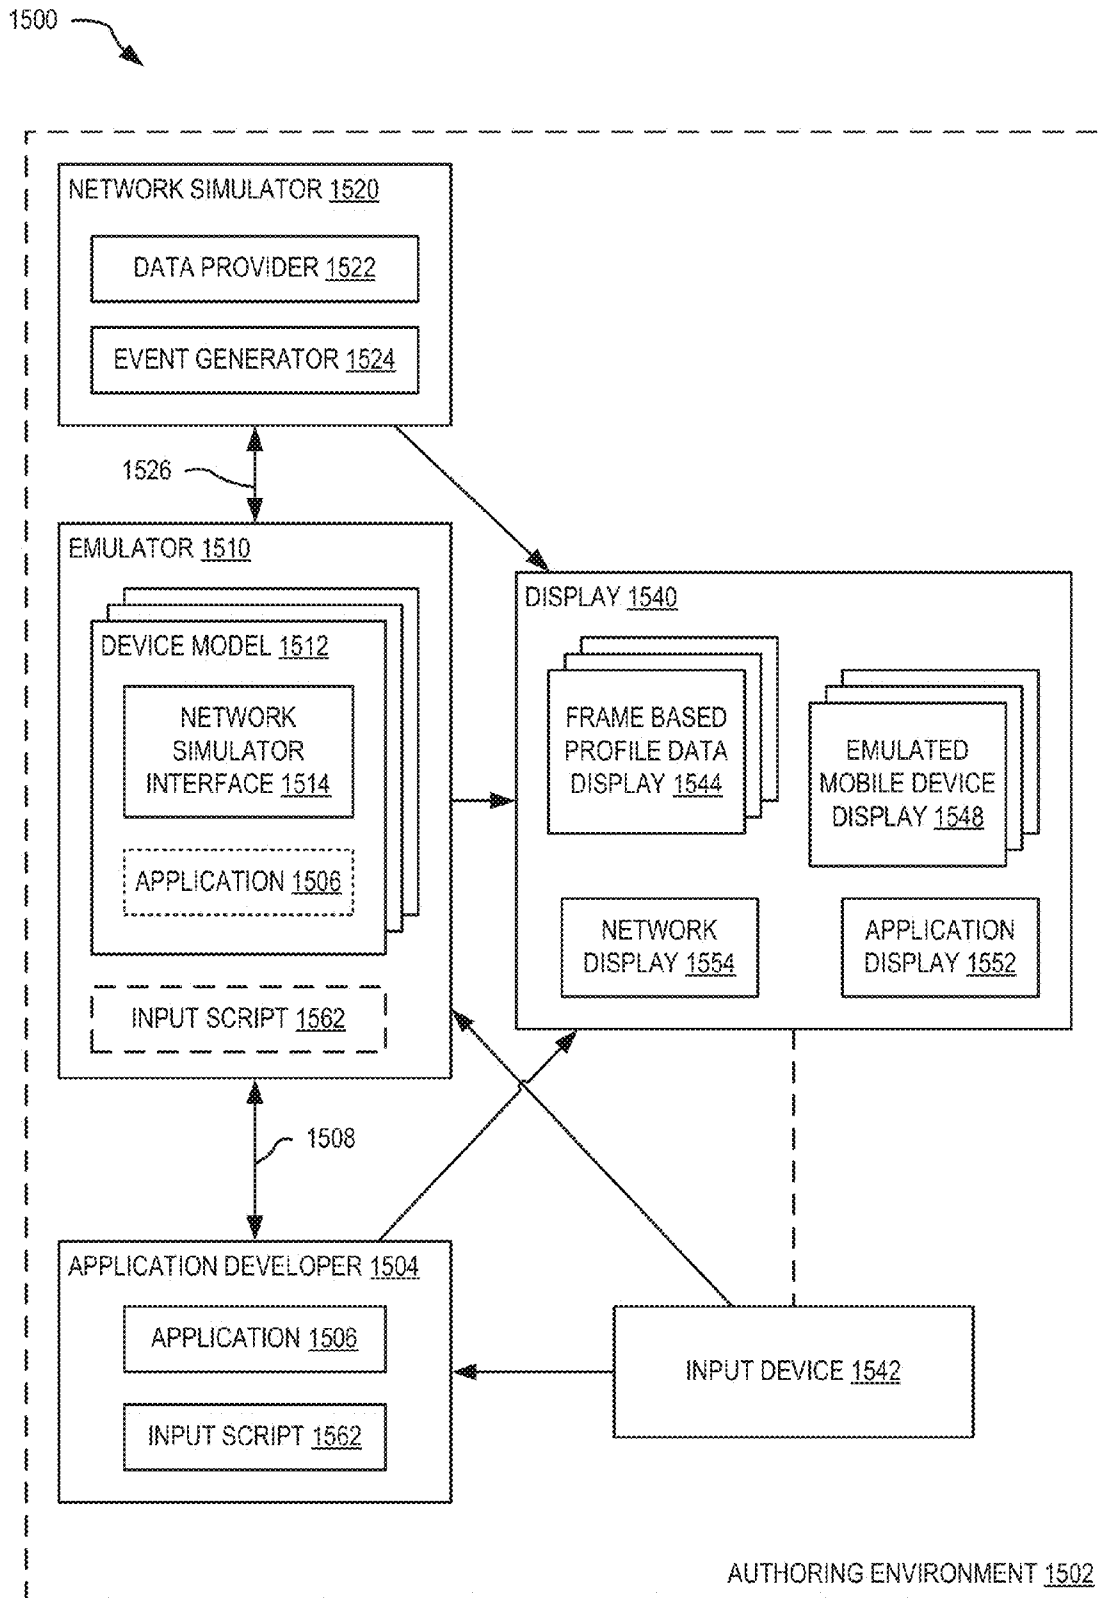 1500
NETWORK SIMULATOR 1520
DATA PROVIDER 1522
EVENT GENERATOR 1524
1526
EMULATOR 1510
DEVICE MODEL 1512
NETWORK
SIMULATOR
INTERFACE 1514
APPLICATION 1506
INPUT SCRIPT 1562
DISPLAY 1540
FRAME BASED
PROFILE DATA
DISPLAY 1544
EMULATED
MOBILE DEVICE
DISPLAY 1548
NETWORK
DISPLAY 1554
APPLICATION
DISPLAY 1552
1508
APPLICATION DEVELOPER 1504
APPLICATION 1506
INPUT SCRIPT 1562
INPUT DEVICE 1542
AUTHORING ENVIRONMENT 1502